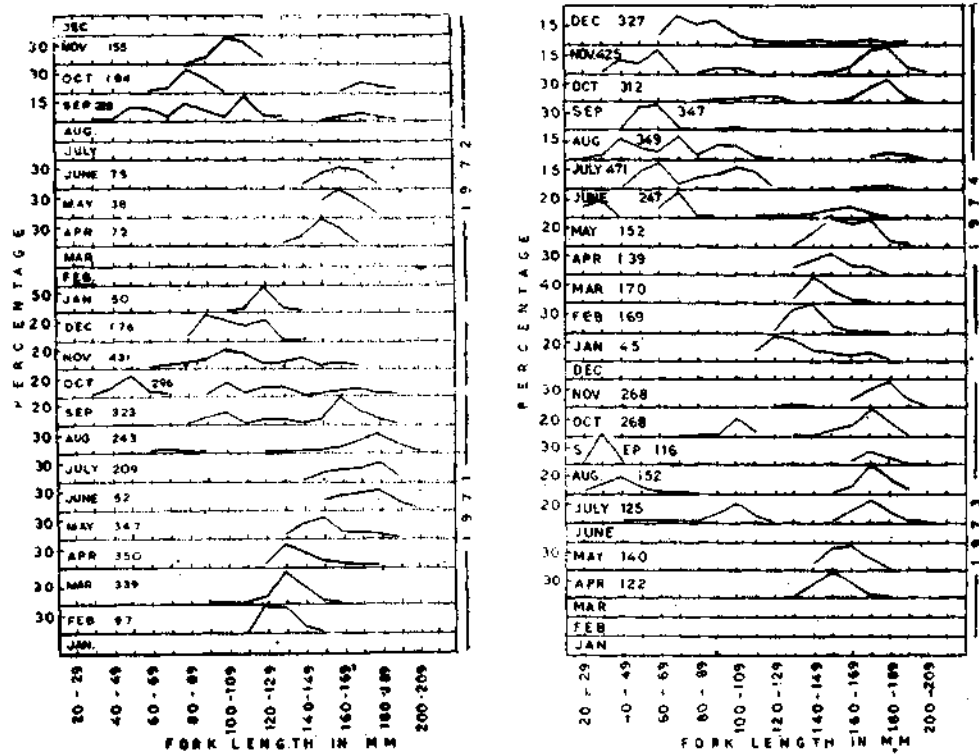 DEC
30 NOV 155
30 OCT 184
15 SEP
AUG.
JULY
30 JUNE 75
30 MAY 38
30 APR 72
MAR
FEB.
50 JAN 50
20 DEC 176
20 NOV 431
20 OCT 296
20 SEP 323
30 AUG 243
30 JULY 209
30 JUNE 52
30 MAY 347
30 APR 350
30 MAR 339
30 FEB 97
JAN.
PERCENTAGE
1972
1971
20-29
40-49
60-69
80-89
100-109
120-129
140-149
160-169
180-189
200-209
FORK LENGTH IN MM
15 DEC 327
15 NOV. 425
30 OCT 312
30 SEP 347
15 AUG 349
15 JULY 471
20 JUNE 247
20 MAY 152
30 APR 139
40 MAR 170
30 FEB 169
20 JAN 45
DEC
30 NOV 268
20 OCT 268
30 SEP 116
20 AUG. 152
20 JULY 125
JUNE
30 MAY 140
30 APR 122
MAR
FEB
JAN
PERCENTAGE
1974
1973
20-29
40-49
60-69
80-89
100-109
120-129
140-149
160-169
180-189
200-209
FORK LENGTH IN MM